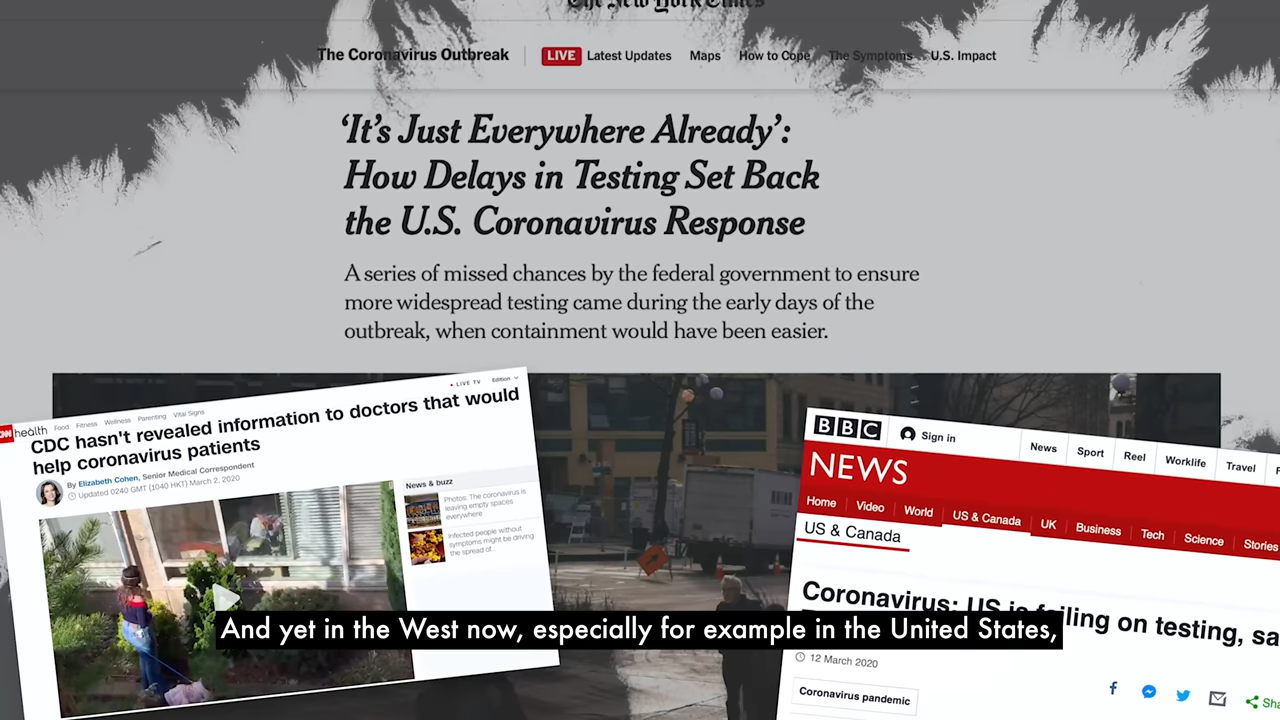 The New York Times
The Coronavirus Outbreak
LIVE Latest Updates Maps How to Cope The Symptoms U.S. Impact
‘It’s Just Everywhere Already’:
How Delays in Testing Set Back
the U.S. Coronavirus Response
A series of missed chances by the federal government to ensure
more widespread testing came during the early days of the
outbreak, when containment would have been easier.
LIVE TV Edition
CNN health Food Fitness Wellness Parenting Vital Signs
CDC hasn't revealed information to doctors that would
help coronavirus patients
By Elizabeth Cohen, Senior Medical Correspondent
Updated 0240 GMT (1040 HKT) March 2, 2020
News & buzz
Photos: The coronavirus is
leaving empty spaces
everywhere
Infected people without
symptoms might be driving
the spread of...
BBC Sign in News Sport Reel Worklife Travel
NEWS
Home Video World US & Canada UK Business Tech Science Stories
US & Canada
Coronavirus: US is failing on testing, sa
12 March 2020
Coronavirus pandemic
Sha
And yet in the West now, especially for example in the United States,